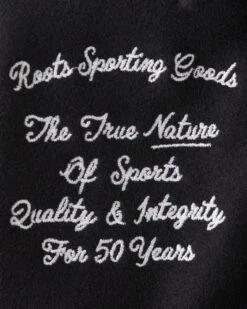 Roots Sporting Goods
The True Nature
Of Sports
Quality & Integrity
For 50 Years